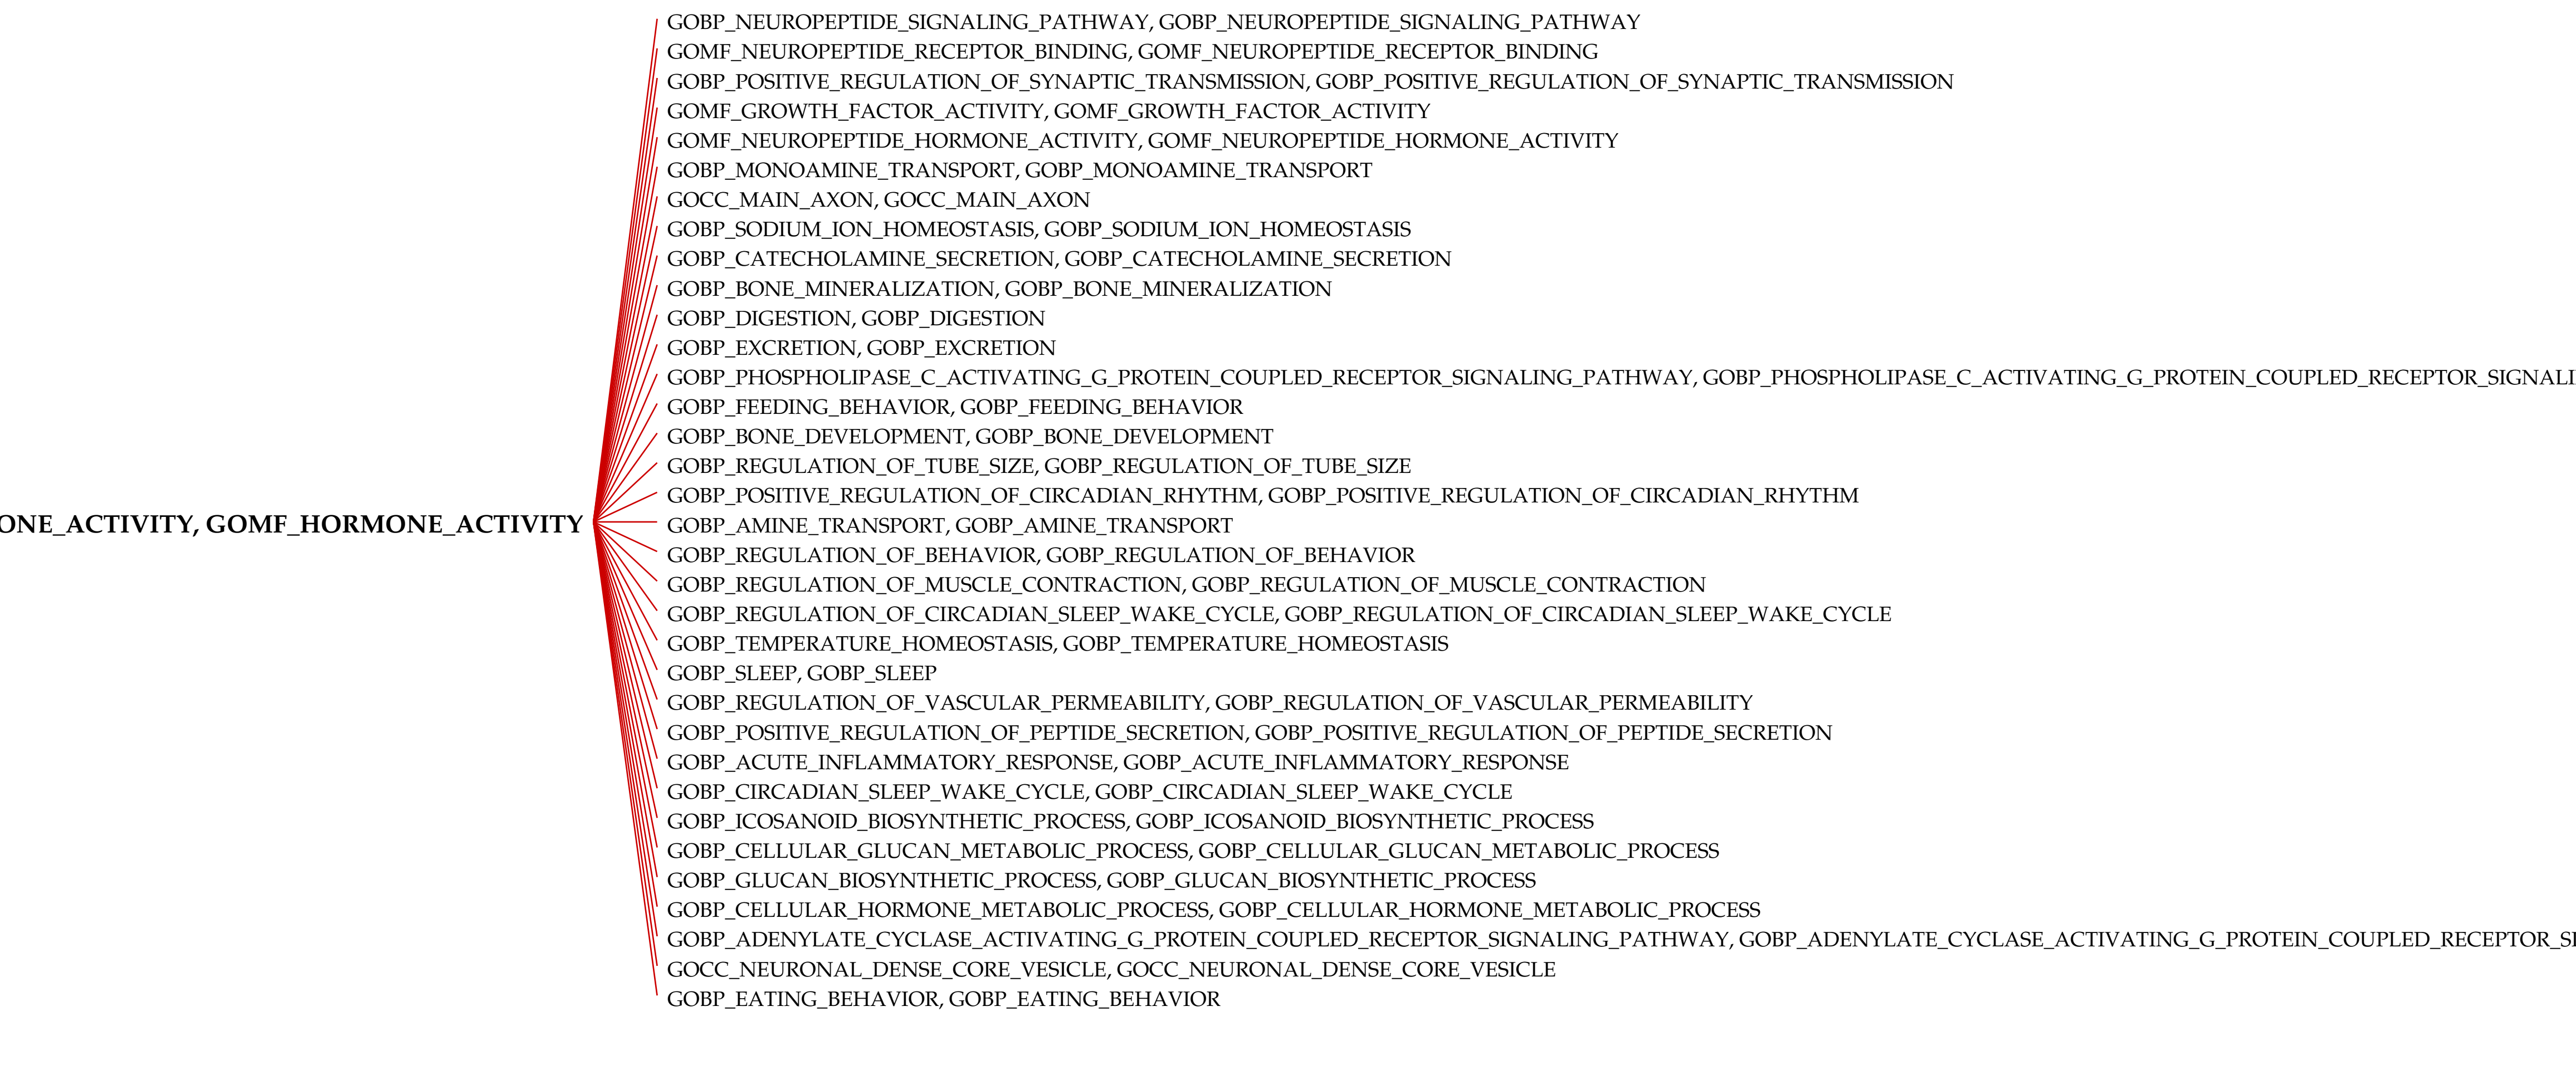 GOBP_NEUROPEPTIDE_SIGNALING_PATHWAY, GOBP_NEUROPEPTIDE_SIGNALING_PATHWAY
GOMF_NEUROPEPTIDE_RECEPTOR_BINDING, GOMF_NEUROPEPTIDE_RECEPTOR_BINDING
GOBP_POSITIVE_REGULATION_OF_SYNAPTIC_TRANSMISSION, GOBP_POSITIVE_REGULATION_OF_SYNAPTIC_TRANSMISSION
GOMF_GROWTH_FACTOR_ACTIVITY, GOMF_GROWTH_FACTOR_ACTIVITY
GOMF_NEUROPEPTIDE_HORMONE_ACTIVITY, GOMF_NEUROPEPTIDE_HORMONE_ACTIVITY
GOBP_MONOAMINE_TRANSPORT, GOBP_MONOAMINE_TRANSPORT
GOCC_MAIN_AXON, GOCC_MAIN_AXON
GOBP_SODIUM_ION_HOMEOSTASIS, GOBP_SODIUM_ION_HOMEOSTASIS
GOBP_CATECHOLAMINE_SECRETION, GOBP_CATECHOLAMINE_SECRETION
GOBP_BONE_MINERALIZATION, GOBP_BONE_MINERALIZATION
GOBP_DIGESTION, GOBP_DIGESTION
GOBP_EXCRETION, GOBP_EXCRETION
GOBP_PHOSPHOLIPASE_C_ACTIVATING_G_PROTEIN_COUPLED_RECEPTOR_SIGNALING_PATHWAY, GOBP_PHOSPHOLIPASE_C_ACTIVATING_G_PROTEIN_COUPLED_RECEPTOR_SIGNALI
GOBP_FEEDING_BEHAVIOR, GOBP_FEEDING_BEHAVIOR
GOBP_BONE_DEVELOPMENT, GOBP_BONE_DEVELOPMENT
GOBP_REGULATION_OF_TUBE_SIZE, GOBP_REGULATION_OF_TUBE_SIZE
GOBP_POSITIVE_REGULATION_OF_CIRCADIAN_RHYTHM, GOBP_POSITIVE_REGULATION_OF_CIRCADIAN_RHYTHM
ONE_ACTIVITY, GOMF_HORMONE_ACTIVITY
GOBP_AMINE_TRANSPORT, GOBP_AMINE_TRANSPORT
GOBP_REGULATION_OF_BEHAVIOR, GOBP_REGULATION_OF_BEHAVIOR
GOBP_REGULATION_OF_MUSCLE_CONTRACTION, GOBP_REGULATION_OF_MUSCLE_CONTRACTION
GOBP_REGULATION_OF_CIRCADIAN_SLEEP_WAKE_CYCLE, GOBP_REGULATION_OF_CIRCADIAN_SLEEP_WAKE_CYCLE
GOBP_TEMPERATURE_HOMEOSTASIS, GOBP_TEMPERATURE_HOMEOSTASIS
GOBP_SLEEP, GOBP_SLEEP
GOBP_REGULATION_OF_VASCULAR_PERMEABILITY, GOBP_REGULATION_OF_VASCULAR_PERMEABILITY
GOBP_POSITIVE_REGULATION_OF_PEPTIDE_SECRETION, GOBP_POSITIVE_REGULATION_OF_PEPTIDE_SECRETION
GOBP_ACUTE_INFLAMMATORY_RESPONSE, GOBP_ACUTE_INFLAMMATORY_RESPONSE
GOBP_CIRCADIAN_SLEEP_WAKE_CYCLE, GOBP_CIRCADIAN_SLEEP_WAKE_CYCLE
GOBP_ICOSANOID_BIOSYNTHETIC_PROCESS, GOBP_ICOSANOID_BIOSYNTHETIC_PROCESS
GOBP_CELLULAR_GLUCAN_METABOLIC_PROCESS, GOBP_CELLULAR_GLUCAN_METABOLIC_PROCESS
GOBP_GLUCAN_BIOSYNTHETIC_PROCESS, GOBP_GLUCAN_BIOSYNTHETIC_PROCESS
GOBP_CELLULAR_HORMONE_METABOLIC_PROCESS, GOBP_CELLULAR_HORMONE_METABOLIC_PROCESS
GOBP_ADENYLATE_CYCLASE_ACTIVATING_G_PROTEIN_COUPLED_RECEPTOR_SIGNALING_PATHWAY, GOBP_ADENYLATE_CYCLASE_ACTIVATING_G_PROTEIN_COUPLED_RECEPTOR_SI
GOCC_NEURONAL_DENSE_CORE_VESICLE, GOCC_NEURONAL_DENSE_CORE_VESICLE
GOBP_EATING_BEHAVIOR, GOBP_EATING_BEHAVIOR